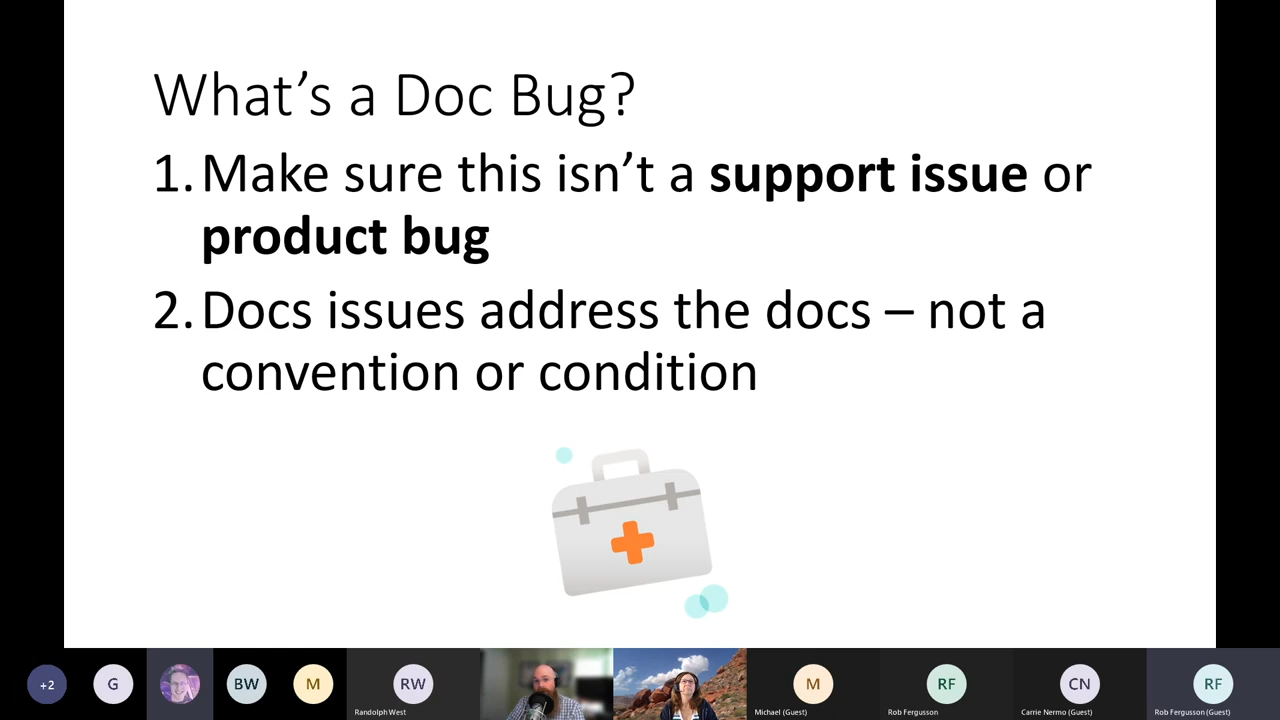 What's a Doc Bug?
1. Make sure this isn't a support issue or
product bug
2. Docs issues address the docs – not a
convention or condition
+2
G
BW
M
RW
Randolph West
M
Michael (Guest)
RF
Rob Fergusson
CN
Carrie Nermo (Guest)
RF
Rob Fergusson (Guest)